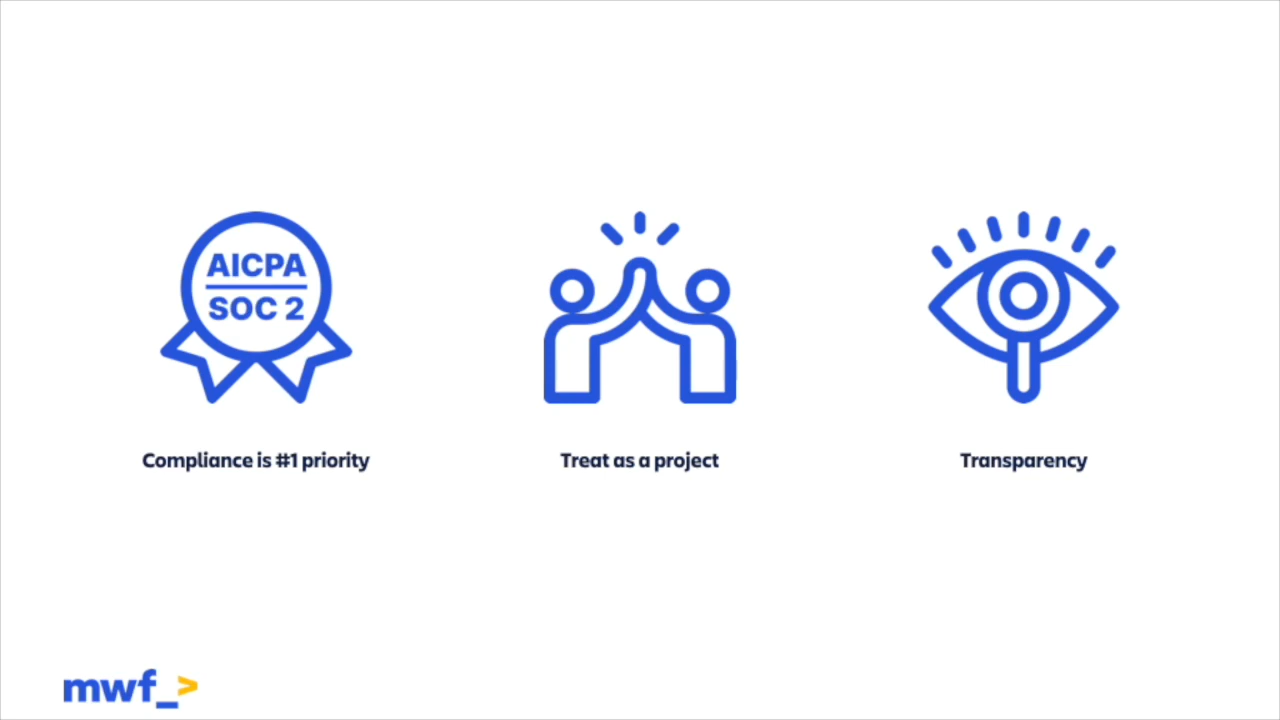 AICPA
SOC 2
Compliance is #1 priority
Treat as a project
Transparency
mwf_>